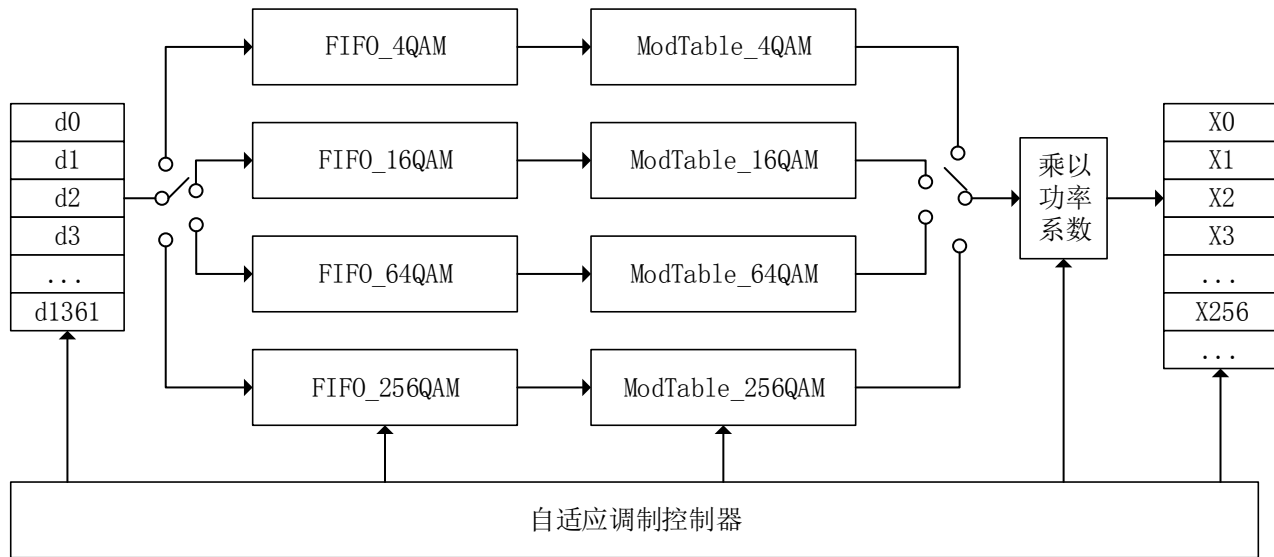 FIFO_4QAM
ModTable_4QAM
d0
d1
d2
d3
...
d1361
FIFO_16QAM
ModTable_16QAM
FIFO_64QAM
ModTable_64QAM
FIFO_256QAM
ModTable_256QAM
乘以
功率
系数
X0
X1
X2
X3
...
X256
...
自适应调制控制器